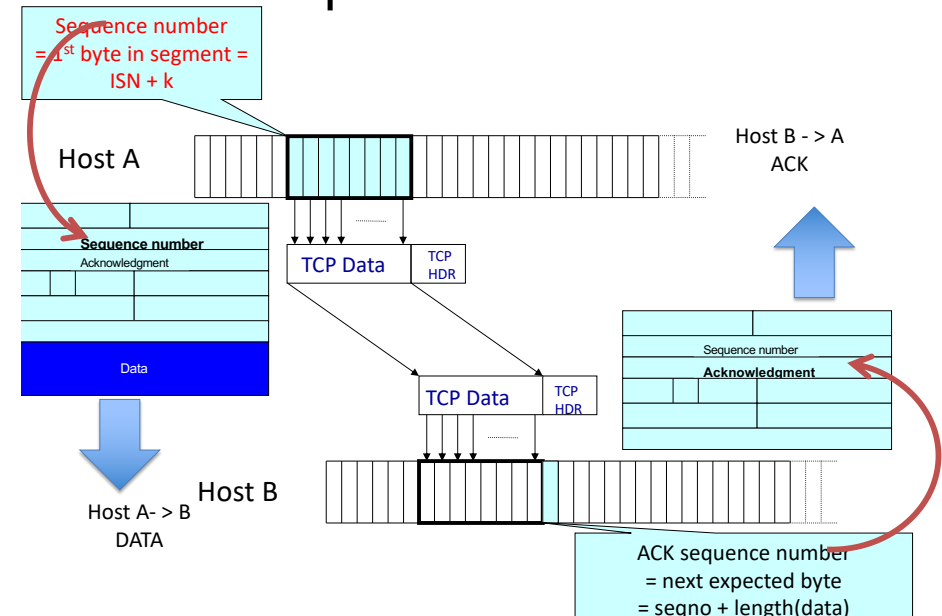 Sequence number
= 1st byte in segment =
ISN + k
Host A
Host B - > A
ACK
Sequence number
Acknowledgment
TCP Data
TCP
HDR
Data
Sequence number
Acknowledgment
TCP Data
TCP
HDR
Host A- > B
DATA
Host B
ACK sequence number
= next expected byte
= seqno + length(data)